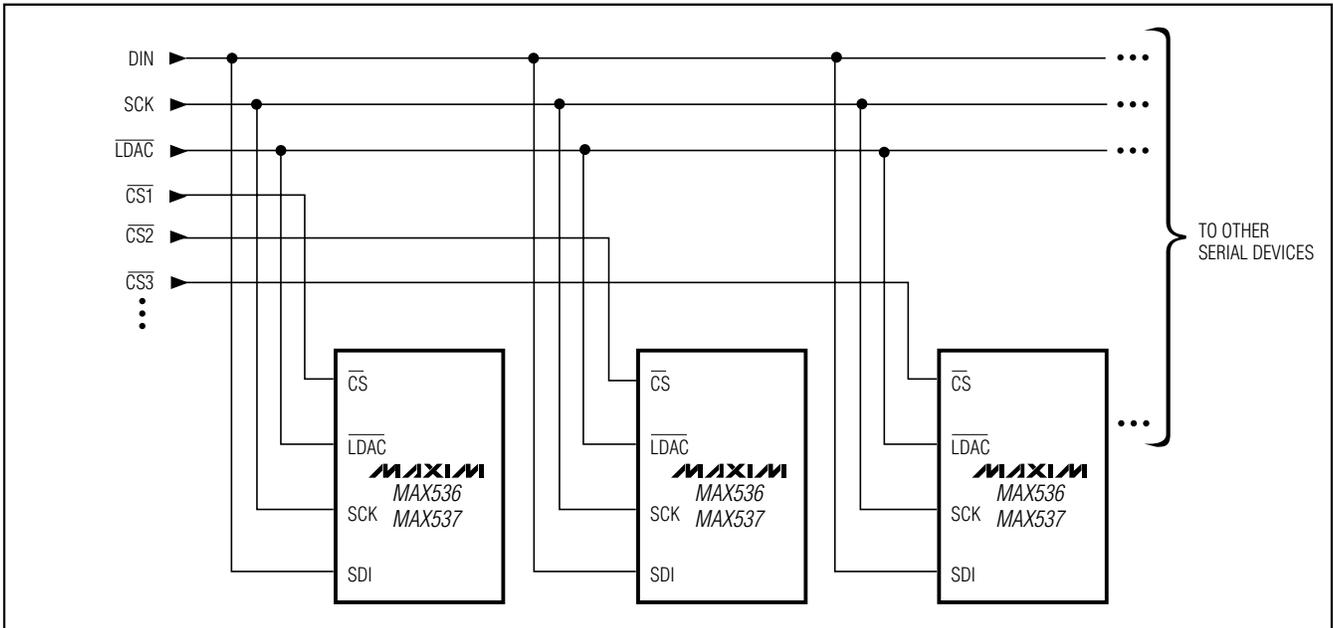 DIN
SCK
LDAC
CS1
CS2
CS3
TO OTHER
SERIAL DEVICES
CS
LDAC
MAXIM
MAX536
SCK MAX537
SDI
CS
LDAC
MAXIM
MAX536
SCK MAX537
SDI
CS
LDAC
MAXIM
MAX536
SCK MAX537
SDI